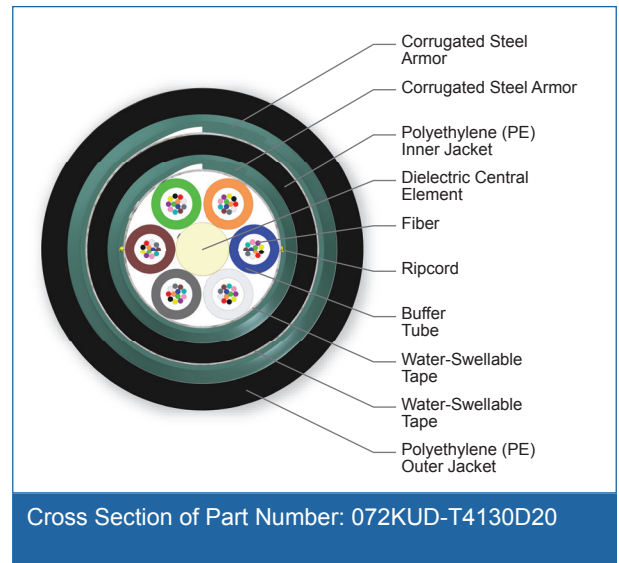 Corrugated Steel
Armor
Corrugated Steel Armor
Polyethylene (PE)
Inner Jacket
Dielectric Central
Element
Fiber
Ripcord
Buffer
Tube
Water-Swellable
Tape
Water-Swellable
Tape
Polyethylene (PE)
Outer Jacket
Cross Section of Part Number: 072KUD-T4130D20